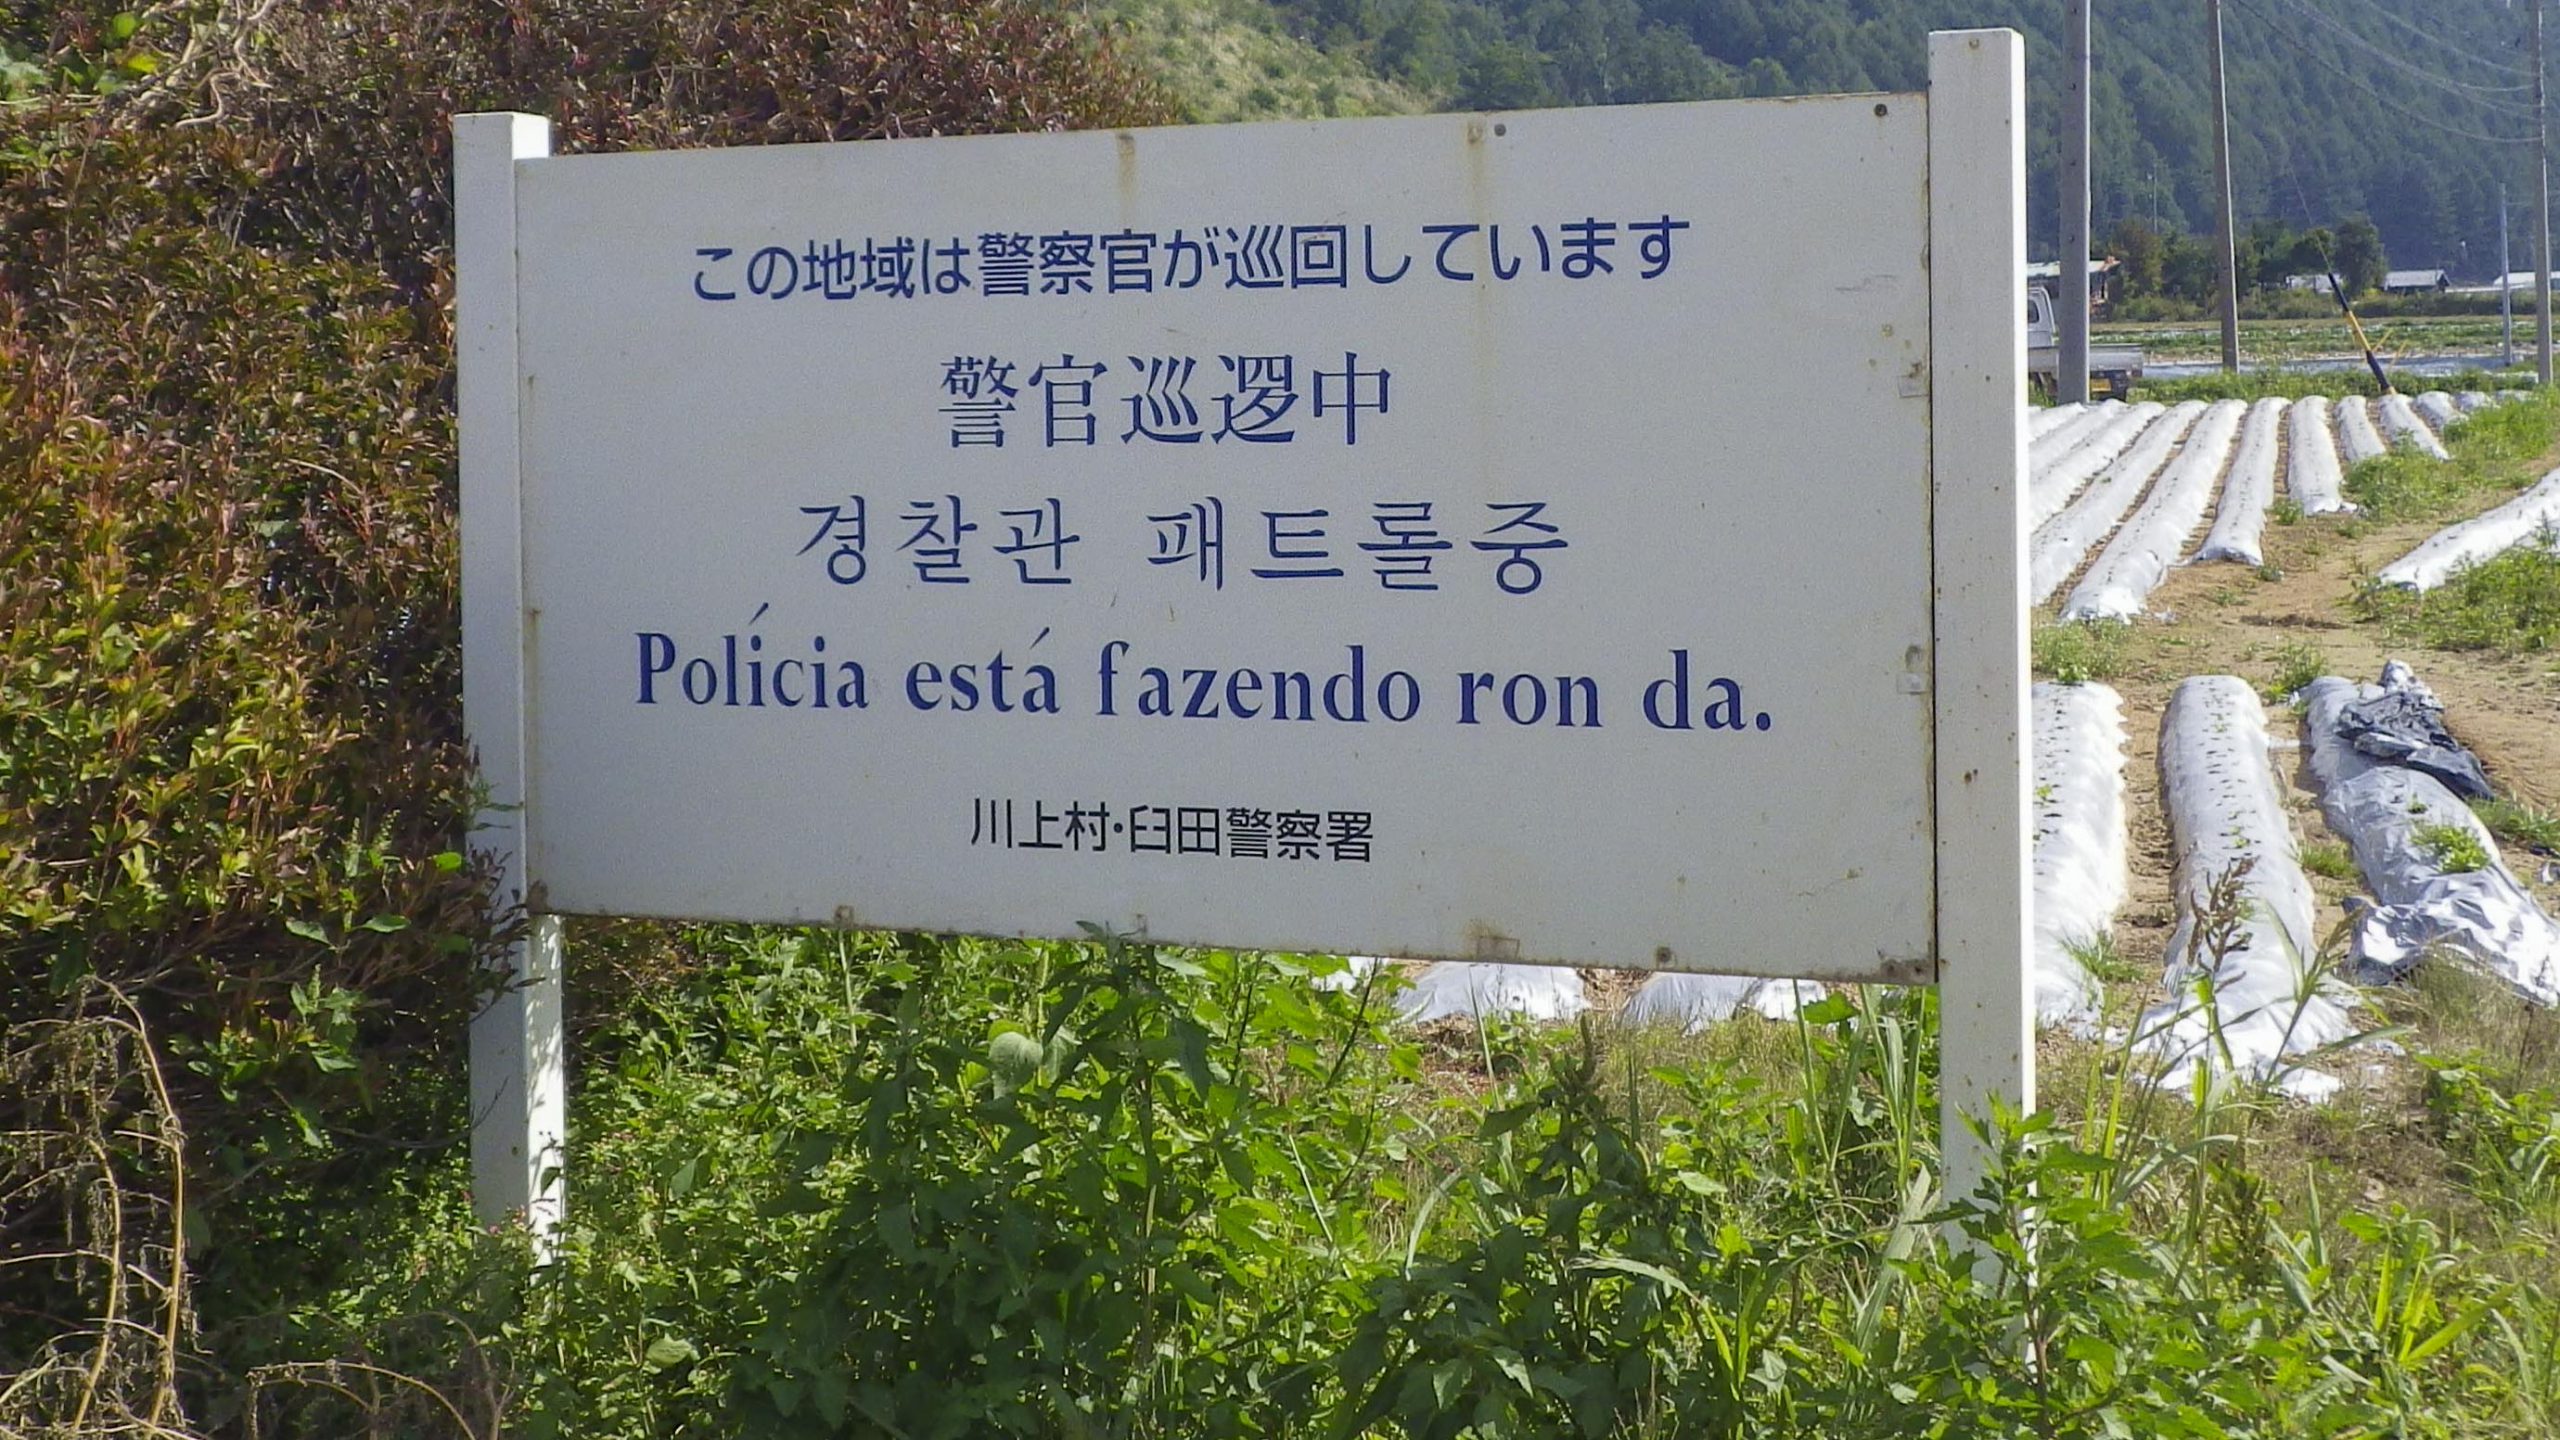 この地域は警察官が巡回しています
警官巡邏中
경찰관 패트롤중
Polícia está fazendo ron da.
川上村・臼田警察署